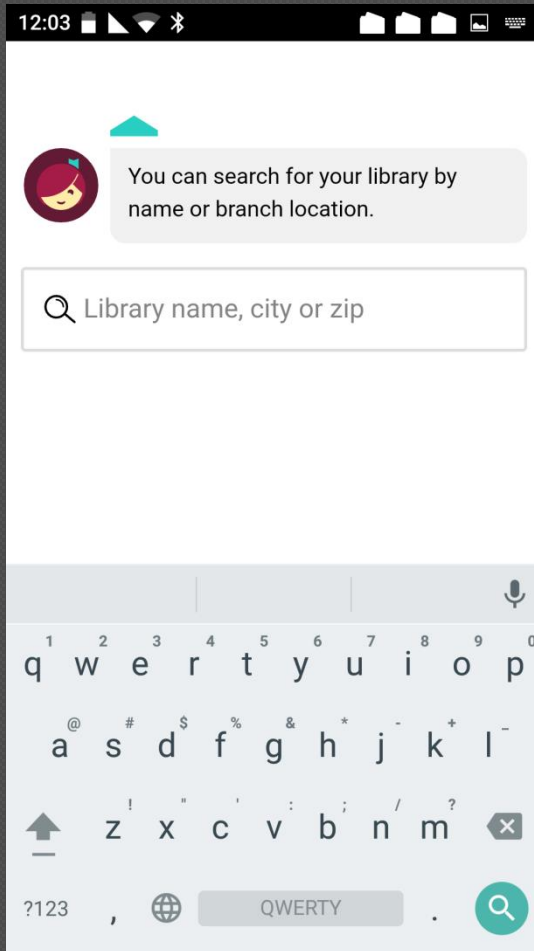 12:03
You can search for your library by
name or branch location.
Library name, city or zip
1 2 3 4 5 6 7 8 9 0
q w e r t y u i o p
@ # $ % & * - + _
a s d f g h j k l
! " ' : ; / ?
z x c v b n m
?123 , QWERTY .